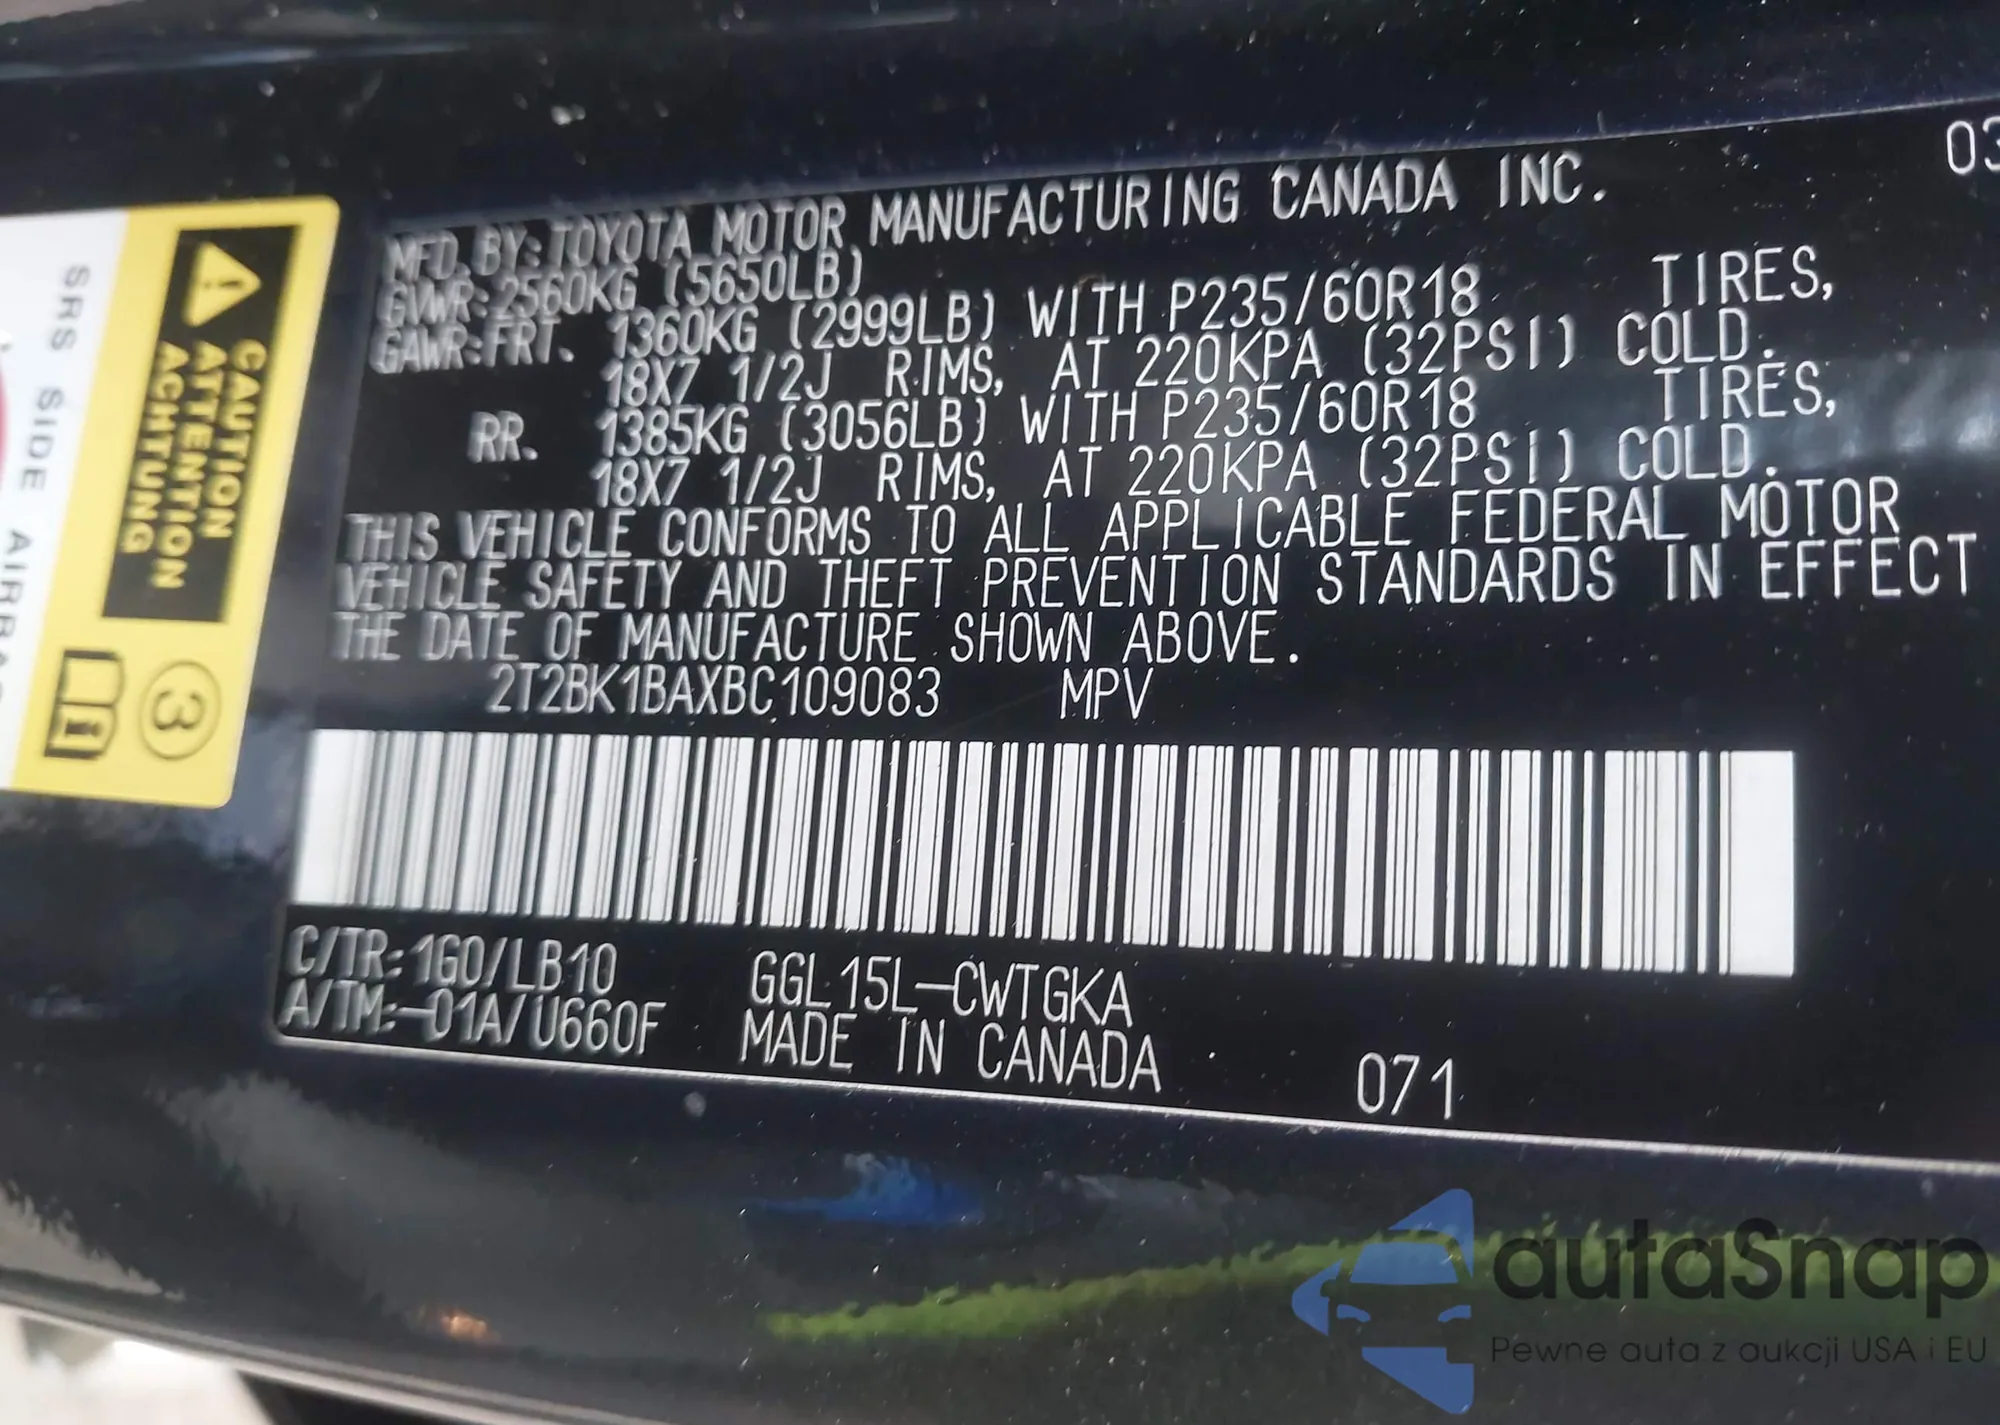 03
MFD. BY: TOYOTA MOTOR MANUFACTURING CANADA INC.
GVWR: 2560KG (5650LB)
GAWR: FRT. 1360KG (2999LB) WITH P235/60R18 TIRES,
18X7 1/2J RIMS, AT 220KPA (32PSI) COLD.
RR. 1385KG (3056LB) WITH P235/60R18 TIRES,
18X7 1/2J RIMS, AT 220KPA (32PSI) COLD.
THIS VEHICLE CONFORMS TO ALL APPLICABLE FEDERAL MOTOR
VEHICLE SAFETY AND THEFT PREVENTION STANDARDS IN EFFECT
THE DATE OF MANUFACTURE SHOWN ABOVE.
2T2BK1BAXBC109083 MPV
C/TR: 1G0/LB10 GGL15L-CWTGKA
A/TM:-01A/U660F MADE IN CANADA 071
CAUTION
ATTENTION
ACHTUNG
3
SRS SIDE AIRBAG
autaSnap
Pewne auta z aukcji USA i EU